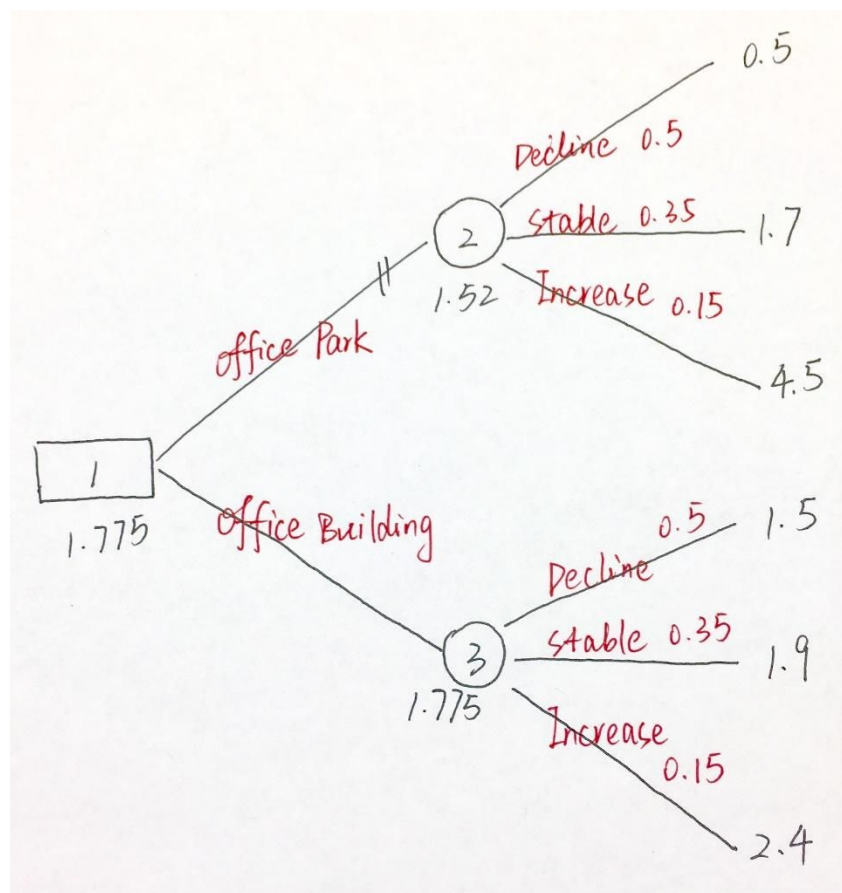 0.5
Decline 0.5
stable 0.35
1.7
2
1.52
Increase 0.15
4.5
Office Park
1
1.775
Office Building
0.5
1.5
Decline
stable 0.35
1.9
3
1.775
Increase
0.15
2.4